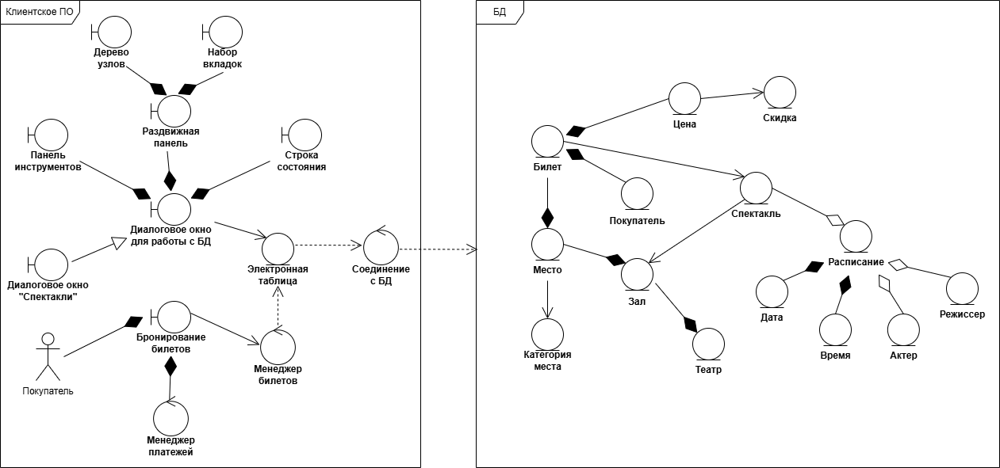 Клиентское ПО
Дерево
узлов
Набор
вкладок
Раздвижная
панель
Панель
инструментов
Строка
состояния
Диалоговое окно
для работы с БД
Диалоговое окно
"Спектакли"
Электронная
таблица
Соединение
с БД
Бронирование
билетов
Покупатель
Менеджер
билетов
Менеджер
платежей
БД
Цена
Скидка
Билет
Покупатель
Спектакль
Место
Зал
Расписание
Дата
Время
Актер
Режиссер
Категория
места
Театр